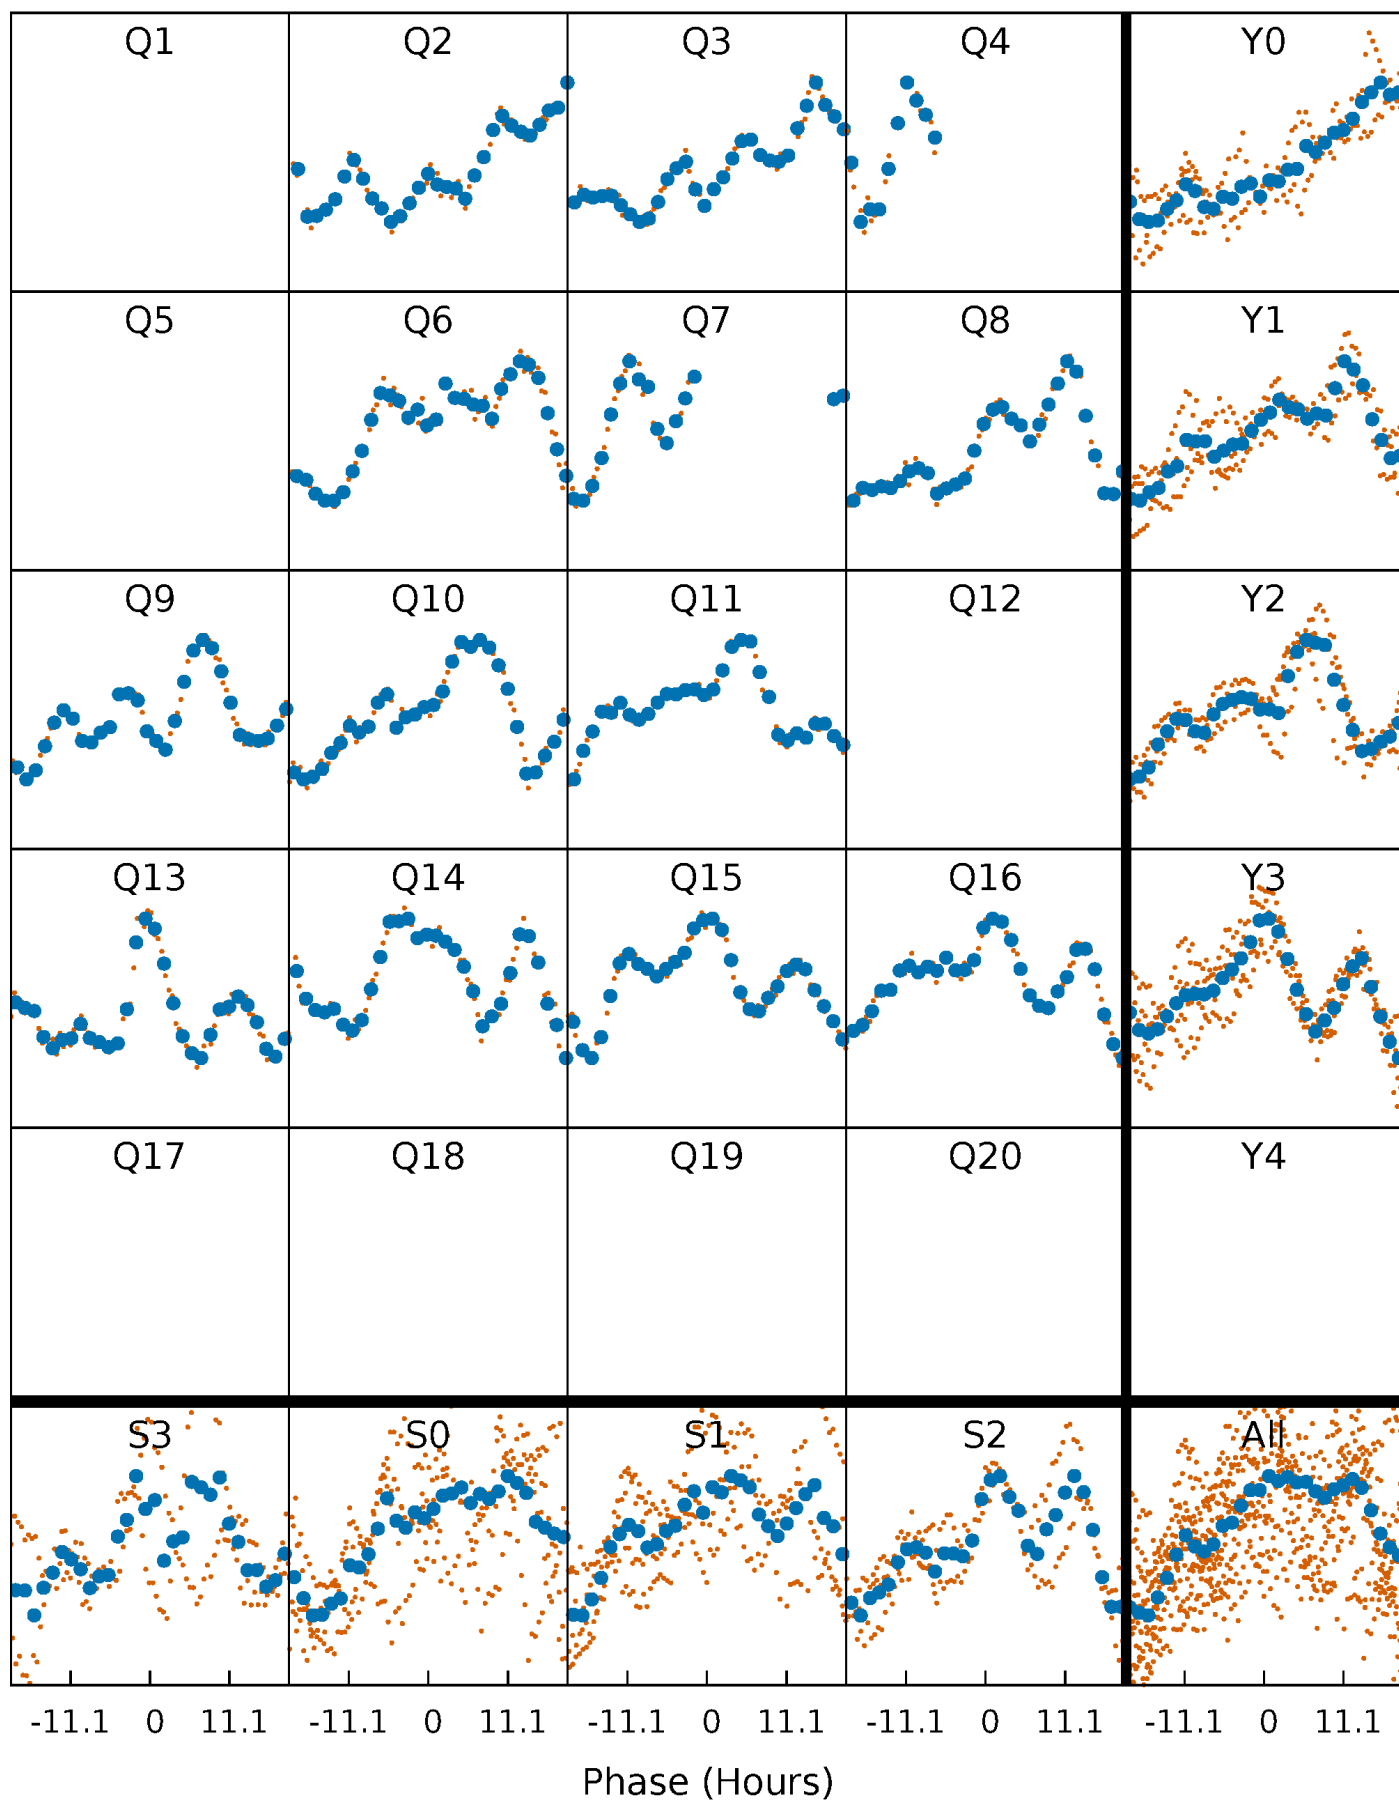 Q1 Q2 Q3 Q4 Y0
Q5 Q6 Q7 Q8 Y1
Q9 Q10 Q11 Q12 Y2
Q13 Q14 Q15 Q16 Y3
Q17 Q18 Q19 Q20 Y4
S3 S0 S1 S2 All
-11.1 0 11.1 -11.1 0 11.1 -11.1 0 11.1 -11.1 0 11.1 -11.1 0 11.1
Phase (Hours)